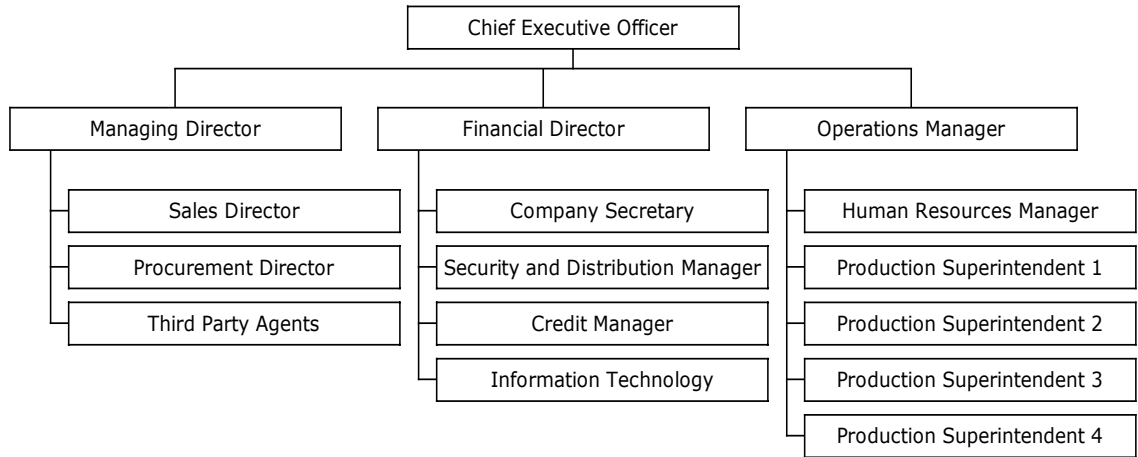 Chief Executive Officer
Managing Director
Financial Director
Operations Manager
Sales Director
Company Secretary
Human Resources Manager
Procurement Director
Security and Distribution Manager
Production Superintendent 1
Third Party Agents
Credit Manager
Production Superintendent 2
Information Technology
Production Superintendent 3
Production Superintendent 4